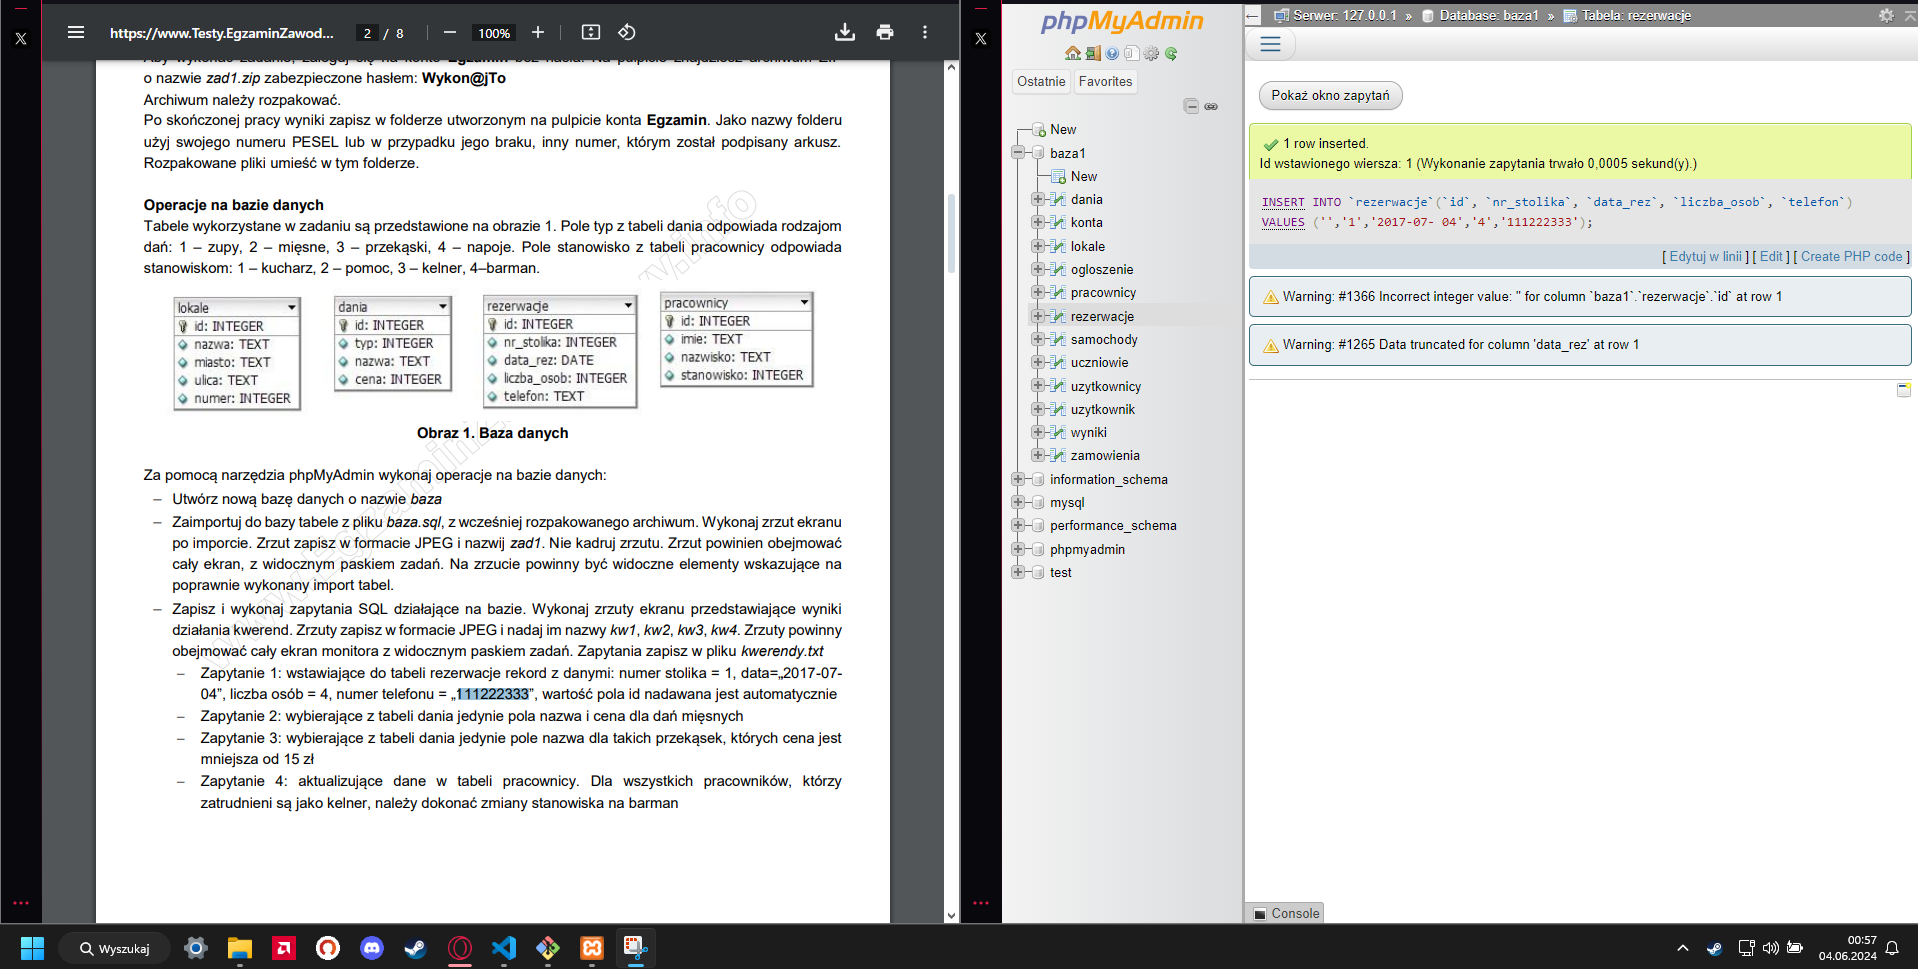 https://www.Testy.EgzaminZawod...
2 / 8
100%
o nazwie zad1.zip zabezpieczone hasłem: Wykon@jTo
Archiwum należy rozpakować.
Po skończonej pracy wyniki zapisz w folderze utworzonym na pulpicie konta Egzamin. Jako nazwy folderu
użyj swojego numeru PESEL lub w przypadku jego braku, inny numer, którym został podpisany arkusz.
Rozpakowane pliki umieść w tym folderze.
Operacje na bazie danych
Tabele wykorzystane w zadaniu są przedstawione na obrazie 1. Pole typ z tabeli dania odpowiada rodzajom
dań: 1 – zupy, 2 – mięsne, 3 – przekąski, 4 – napoje. Pole stanowisko z tabeli pracownicy odpowiada
stanowiskom: 1 – kucharz, 2 – pomoc, 3 – kelner, 4–barman.
lokale
id: INTEGER
nazwa: TEXT
miasto: TEXT
ulica: TEXT
numer: INTEGER
dania
id: INTEGER
typ: INTEGER
nazwa: TEXT
cena: INTEGER
rezerwacje
id: INTEGER
nr_stolika: INTEGER
data_rez: DATE
liczba_osob: INTEGER
telefon: TEXT
pracownicy
id: INTEGER
imie: TEXT
nazwisko: TEXT
stanowisko: INTEGER
Obraz 1. Baza danych
Za pomocą narzędzia phpMyAdmin wykonaj operacje na bazie danych:
– Utwórz nową bazę danych o nazwie baza
– Zaimportuj do bazy tabele z pliku baza.sql, z wcześniej rozpakowanego archiwum. Wykonaj zrzut ekranu
po imporcie. Zrzut zapisz w formacie JPEG i nazwij zad1. Nie kadruj zrzutu. Zrzut powinien obejmować
cały ekran, z widocznym paskiem zadań. Na zrzucie powinny być widoczne elementy wskazujące na
poprawnie wykonany import tabel.
– Zapisz i wykonaj zapytania SQL działające na bazie. Wykonaj zrzuty ekranu przedstawiające wyniki
działania kwerend. Zrzuty zapisz w formacie JPEG i nadaj im nazwy kw1, kw2, kw3, kw4. Zrzuty powinny
obejmować cały ekran monitora z widocznym paskiem zadań. Zapytania zapisz w pliku kwerendy.txt
– Zapytanie 1: wstawiające do tabeli rezerwacje rekord z danymi: numer stolika = 1, data=„2017-07-
04”, liczba osób = 4, numer telefonu = „111222333”, wartość pola id nadawana jest automatycznie
– Zapytanie 2: wybierające z tabeli dania jedynie pola nazwa i cena dla dań mięsnych
– Zapytanie 3: wybierające z tabeli dania jedynie pole nazwa dla takich przekąsek, których cena jest
mniejsza od 15 zł
– Zapytanie 4: aktualizujące dane w tabeli pracownicy. Dla wszystkich pracowników, którzy
zatrudnieni są jako kelner, należy dokonać zmiany stanowiska na barman
phpMyAdmin
Ostatnie Favorites
New
baza1
New
dania
konta
lokale
ogloszenie
pracownicy
rezerwacje
samochody
uczniowie
uzytkownicy
uzytkownik
wyniki
zamowienia
information_schema
mysql
performance_schema
phpmyadmin
test
Serwer: 127.0.0.1 » Database: baza1 » Tabela: rezerwacje
Pokaż okno zapytań
1 row inserted.
Id wstawionego wiersza: 1 (Wykonanie zapytania trwało 0,0005 sekund(y).)
INSERT INTO `rezerwacje`(`id`, `nr_stolika`, `data_rez`, `liczba_osob`, `telefon`)
VALUES ('','1','2017-07- 04','4','111222333');
[ Edytuj w linii ] [ Edit ] [ Create PHP code ]
Warning: #1366 Incorrect integer value: '' for column `baza1`.`rezerwacje`.`id` at row 1
Warning: #1265 Data truncated for column 'data_rez' at row 1
Console
Wyszukaj
00:57
04.06.2024